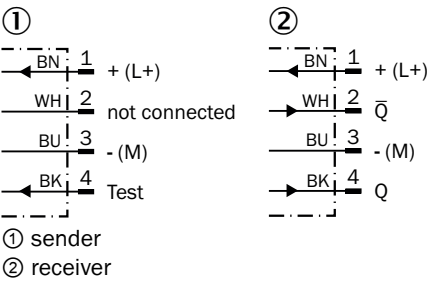 ① ②
BN 1 + (L+)
WH 2 not connected
BU 3 - (M)
BK 4 Test
BN 1 + (L+)
WH 2 Q̅
BU 3 - (M)
BK 4 Q
① sender
② receiver